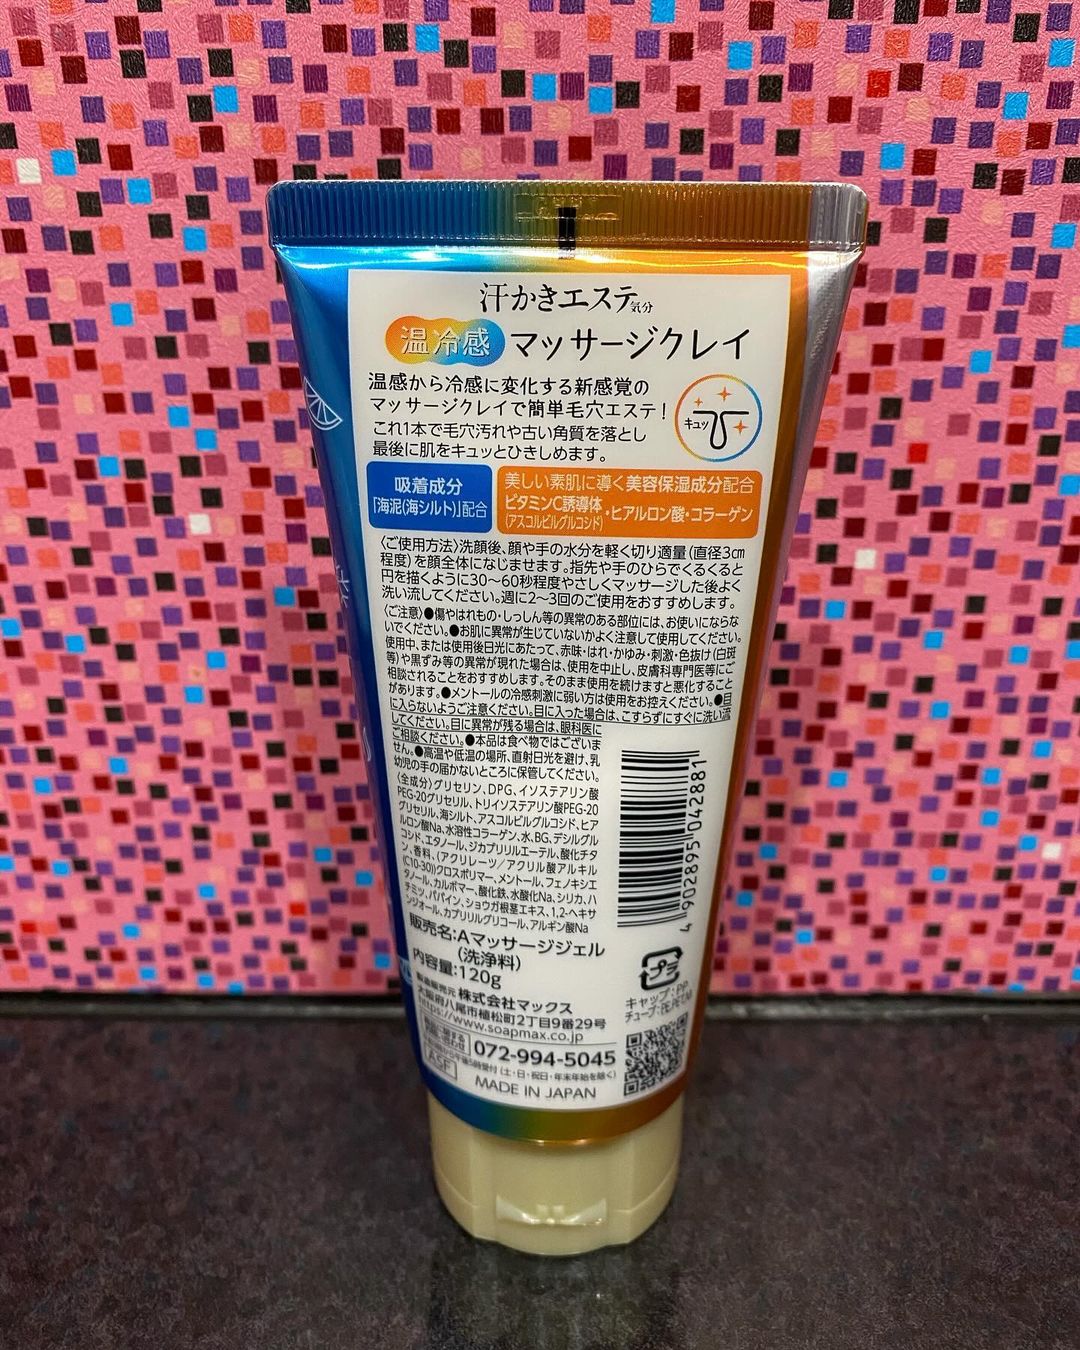 汗かきエステ気分
温冷感 マッサージクレイ
温感から冷感に変化する新感覚の
マッサージクレイで簡単毛穴エステ!
これ1本で毛穴汚れや古い角質を落とし
最後に肌をキュッとひきしめます。
キュッ
吸着成分
「海泥(海シルト)」配合
美しい素肌に導く美容保湿成分配合
ビタミンC誘導体・ヒアルロン酸・コラーゲン
(アスコルビルグルコシド)
〈ご使用方法〉洗顔後、顔や手の水分を軽く切り適量(直径3cm
程度)を顔全体になじませます。指先や手のひらでくるくると
円を描くように30〜60秒程度やさしくマッサージした後よく
洗い流してください。週に2〜3回のご使用をおすすめします。
〈ご注意〉●傷やはれもの・しっしん等の異常のある部位には、お使いにならな
いでください。●お肌に異常が生じていないかよく注意して使用してください。
使用中、または使用後日光にあたって、赤味・はれ・かゆみ・刺激・色抜け(白斑
等)や黒ずみ等の異常が現れた場合は、使用を中止し、皮膚科専門医等にご
相談されることをおすすめします。そのまま使用を続けますと悪化すること
があります。●メントールの冷感刺激に弱い方は使用をお控えください。●目
に入らないようご注意ください。目に入った場合は、こすらずにすぐに洗い流
してください。目に異常が残る場合は、眼科医に
ご相談ください。●本品は食べ物ではございま
せん。●高温や低温の場所、直射日光を避け、乳
幼児の手の届かないところに保管してください。
〈全成分〉グリセリン、DPG、イソステアリン酸
PEG-20グリセリル、トリイソステアリン酸PEG-20
グリセリル、海シルト、アスコルビルグルコシド、ヒア
ルロン酸Na、水溶性コラーゲン、水、BG、デシルグル
コシド、エタノール、ジカプリリルエーテル、酸化チタ
ン、香料、(アクリレーツ/アクリル酸アルキル
(C10-30))クロスポリマー、メントール、フェノキシエ
タノール、カルボマー、酸化鉄、水酸化Na、シリカ、ハ
チミツ、パパイン、ショウガ根茎エキス、1,2-ヘキサ
ンジオール、カプリリルグリコール、アルギン酸Na
販売名:Aマッサージジェル
(洗浄料)
内容量:120g
製造販売元 株式会社マックス
大阪府八尾市植松町2丁目9番29号
https://www.soapmax.co.jp
072-994-5045
(土・日・祝日・年末年始を除く)
ASF
MADE IN JAPAN
4 902895 042881
プラ
キャップ:PP
チューブ:PE,PET,M